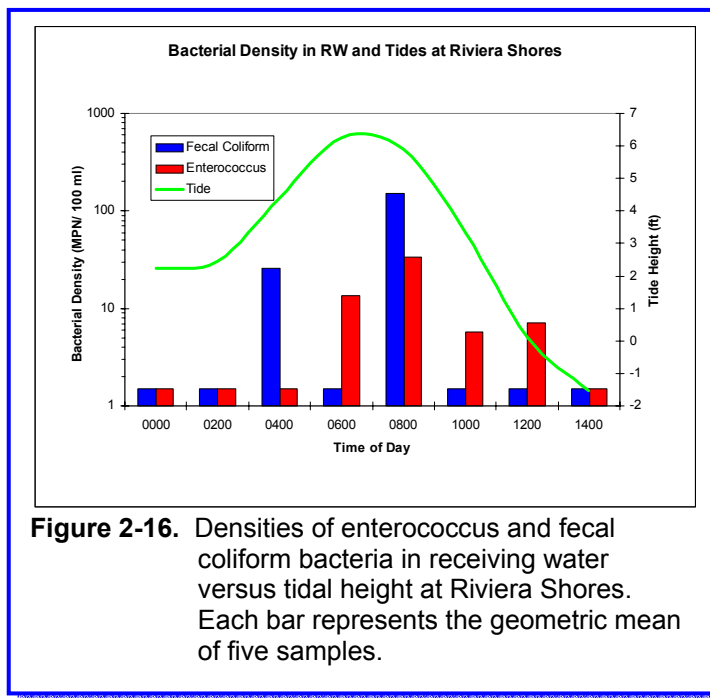 Bacterial Density in RW and Tides at Riviera Shores
1000
100
10
1
Bacterial Density (MPN/ 100 ml)
Fecal Coliform
Enterococcus
Tide
7
6
5
4
3
2
1
0
-1
-2
Tide Height (ft)
0000 0200 0400 0600 0800 1000 1200 1400
Time of Day
Figure 2-16. Densities of enterococcus and fecal
coliform bacteria in receiving water
versus tidal height at Riviera Shores.
Each bar represents the geometric mean
of five samples.